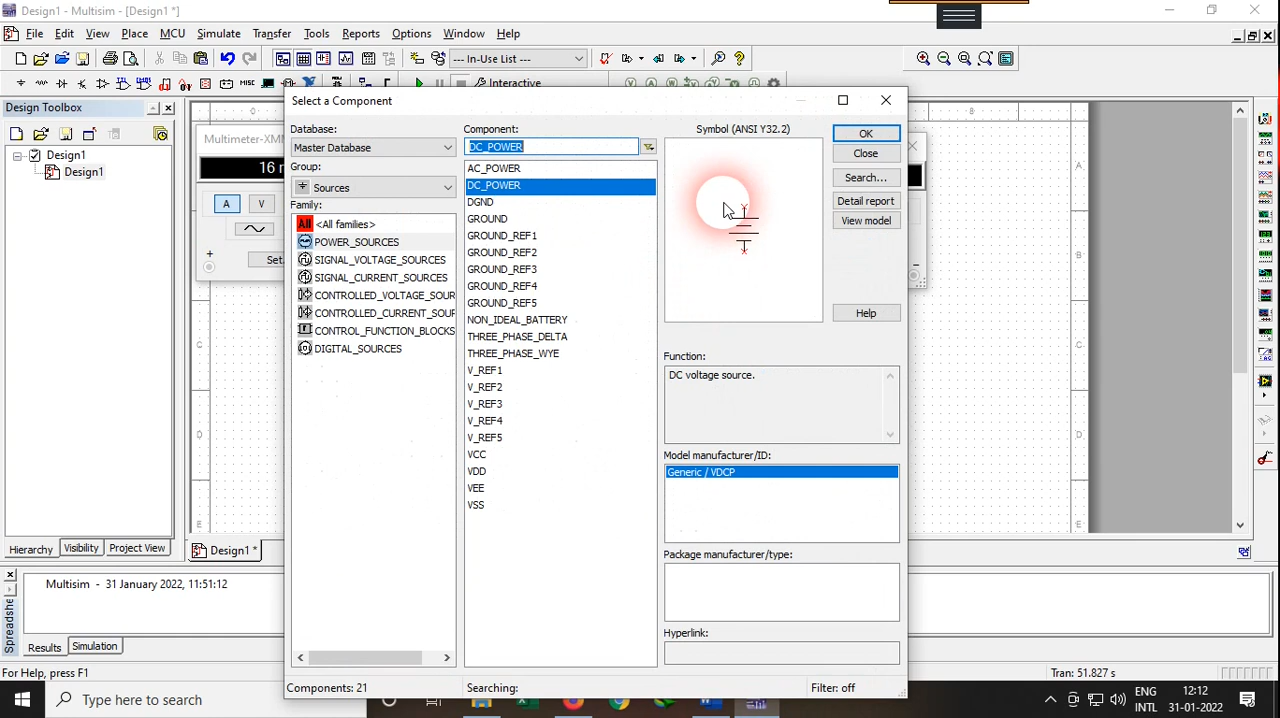 Design1 - Multisim - [Design1 *]
File Edit View Place MCU Simulate Transfer Tools Reports Options Window Help
--- In-Use List ---
Interactive
Design Toolbox
Design1
Design1
Multimeter-XM
16 m
A V
+
Set.
-
Select a Component
Database:
Master Database
Group:
Sources
Family:
All <All families>
POWER_SOURCES
SIGNAL_VOLTAGE_SOURCES
SIGNAL_CURRENT_SOURCES
CONTROLLED_VOLTAGE_SOUR
CONTROLLED_CURRENT_SOUR
CONTROL_FUNCTION_BLOCKS
DIGITAL_SOURCES
Component:
DC_POWER
AC_POWER
DC_POWER
DGND
GROUND
GROUND_REF1
GROUND_REF2
GROUND_REF3
GROUND_REF4
GROUND_REF5
NON_IDEAL_BATTERY
THREE_PHASE_DELTA
THREE_PHASE_WYE
V_REF1
V_REF2
V_REF3
V_REF4
V_REF5
VCC
VDD
VEE
VSS
Symbol (ANSI Y32.2)
OK
Close
Search...
Detail report
View model
Help
Function:
DC voltage source.
Model manufacturer/ID:
Generic / VDCP
Package manufacturer/type:
Hyperlink:
Components: 21 Searching: Filter: off
Hierarchy Visibility Project View
Design1 *
Multisim - 31 January 2022, 11:51:12
Spreadshe
Results Simulation
For Help, press F1
Tran: 51.827 s
Type here to search
ENG
INTL
12:12
31-01-2022